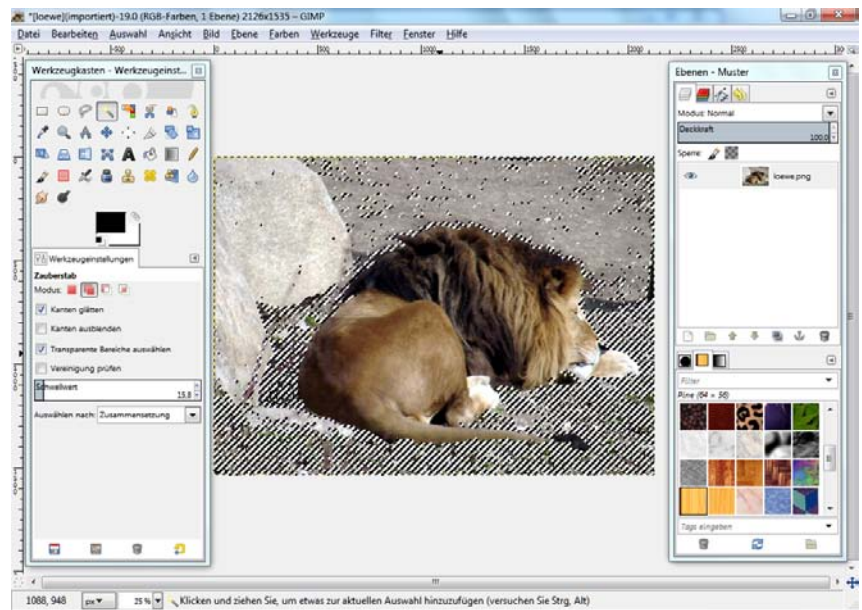 *[loewe](importiert)-19.0 (RGB-Farben, 1 Ebene) 2126x1535 – GIMP
Datei Bearbeiten Auswahl Ansicht Bild Ebene Farben Werkzeuge Filter Fenster Hilfe
Werkzeugkasten - Werkzeugeinst...
Werkzeugeinstellungen
Zauberstab
Modus:
Kanten glätten
Kanten ausblenden
Transparente Bereiche auswählen
Vereinigung prüfen
Schwellwert
15,8
Auswählen nach: Zusammensetzung
Ebenen - Muster
Modus: Normal
Deckkraft
100,0
Sperre:
loewe.png
Filter
Pine (64 × 56)
Tags eingeben
1088, 948 px 25 % Klicken und ziehen Sie, um etwas zur aktuellen Auswahl hinzuzufügen (versuchen Sie Strg, Alt)